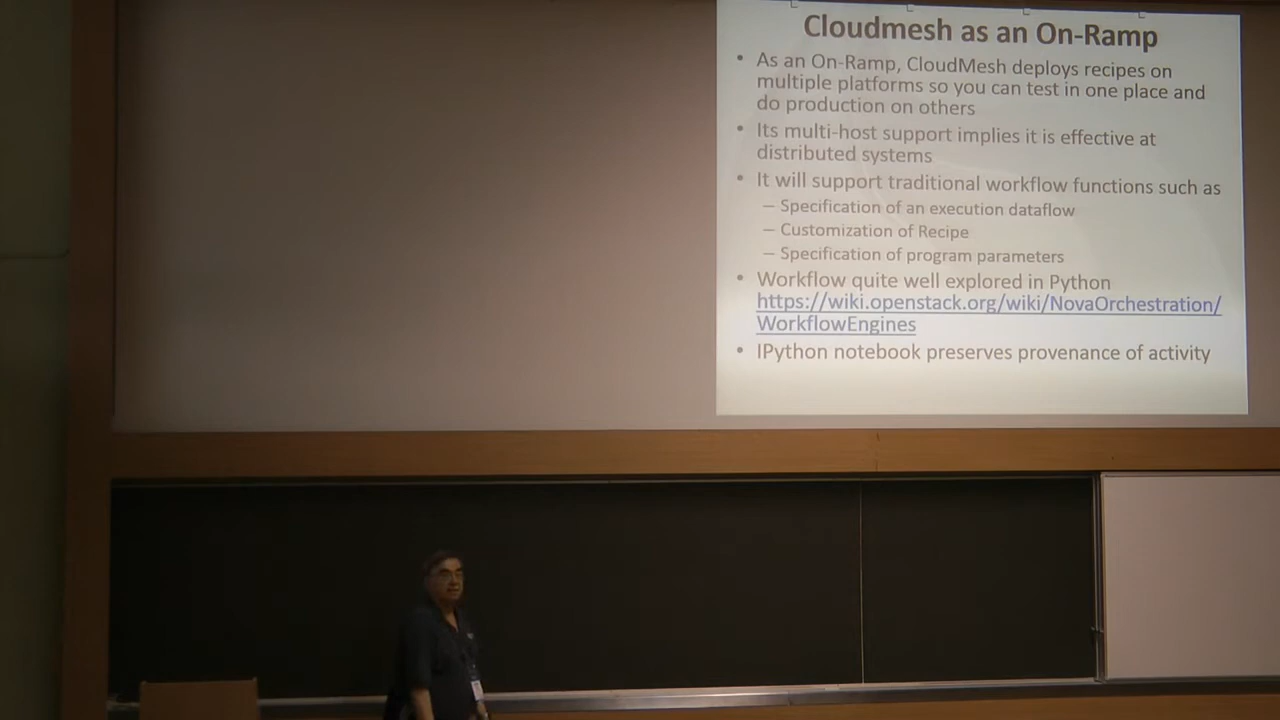 Cloudmesh as an On-Ramp
• As an On-Ramp, CloudMesh deploys recipes on
multiple platforms so you can test in one place and
do production on others
• Its multi-host support implies it is effective at
distributed systems
• It will support traditional workflow functions such as
– Specification of an execution dataflow
– Customization of Recipe
– Specification of program parameters
• Workflow quite well explored in Python
https://wiki.openstack.org/wiki/NovaOrchestration/
WorkflowEngines
• IPython notebook preserves provenance of activity